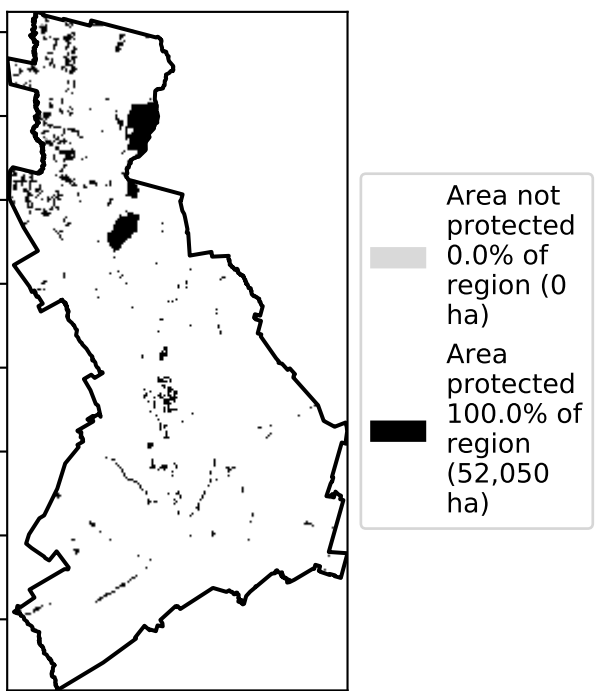 Area not
protected
0.0% of
region (0
ha)
Area
protected
100.0% of
region
(52,050
ha)